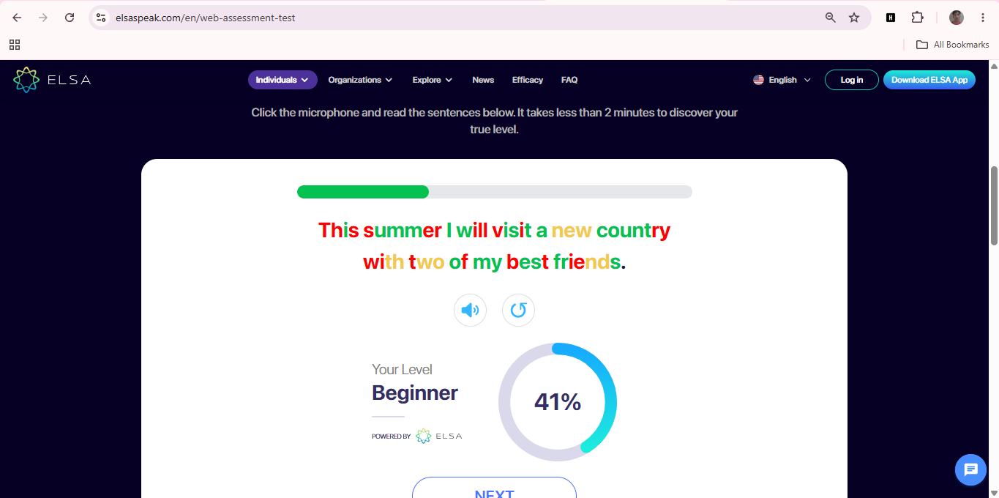 elsaspeak.com/en/web-assessment-test
H
All Bookmarks
ELSA
Individuals
Organizations
Explore
News
Efficacy
FAQ
English
Log in
Download ELSA App
Click the microphone and read the sentences below. It takes less than 2 minutes to discover your
true level.
This summer I will visit a new country
with two of my best friends.
Your Level
Beginner
41%
POWERED BY ELSA
NEXT